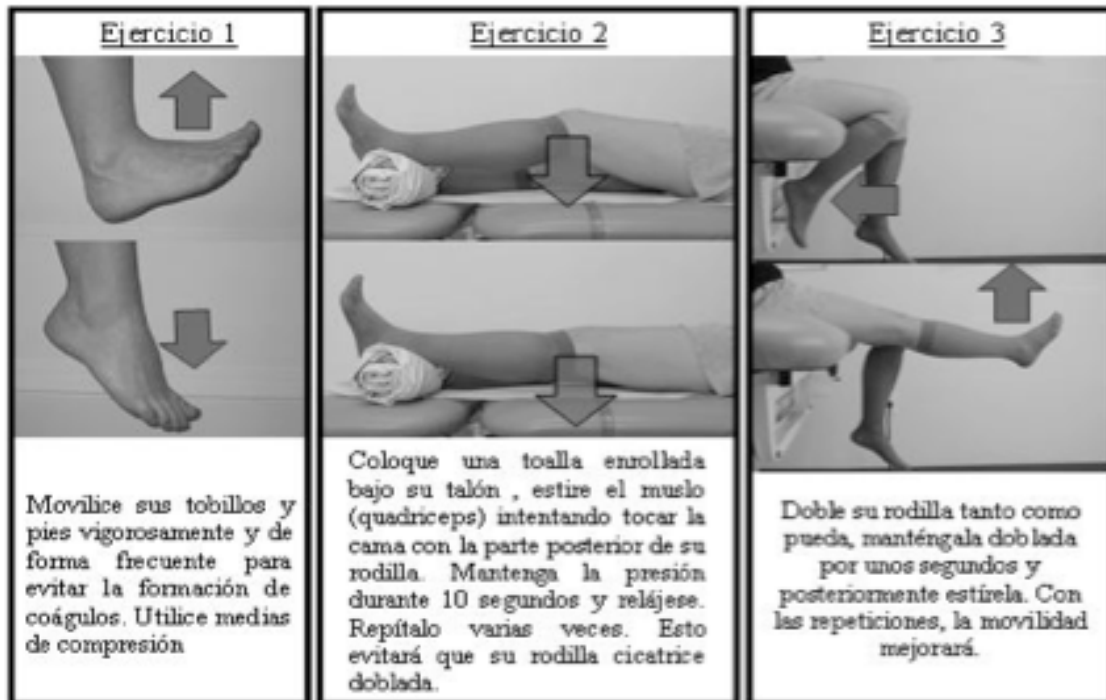 Ejercicio 1
Movilice sus tobillos y
pies vigorosamente y de
forma frecuente para
evitar la formación de
coágulos. Utilice medias
de compresión
Ejercicio 2
Coloque una toalla enrollada
bajo su talón , estire el muslo
(quadriceps) intentando tocar la
cama con la parte posterior de su
rodilla. Mantenga la presión
durante 10 segundos y relájese.
Repítalo varias veces. Esto
evitará que su rodilla cicatrice
doblada.
Ejercicio 3
Doble su rodilla tanto como
pueda, manténgala doblada
por unos segundos y
posteriormente estírela. Con
las repeticiones, la movilidad
mejorará.